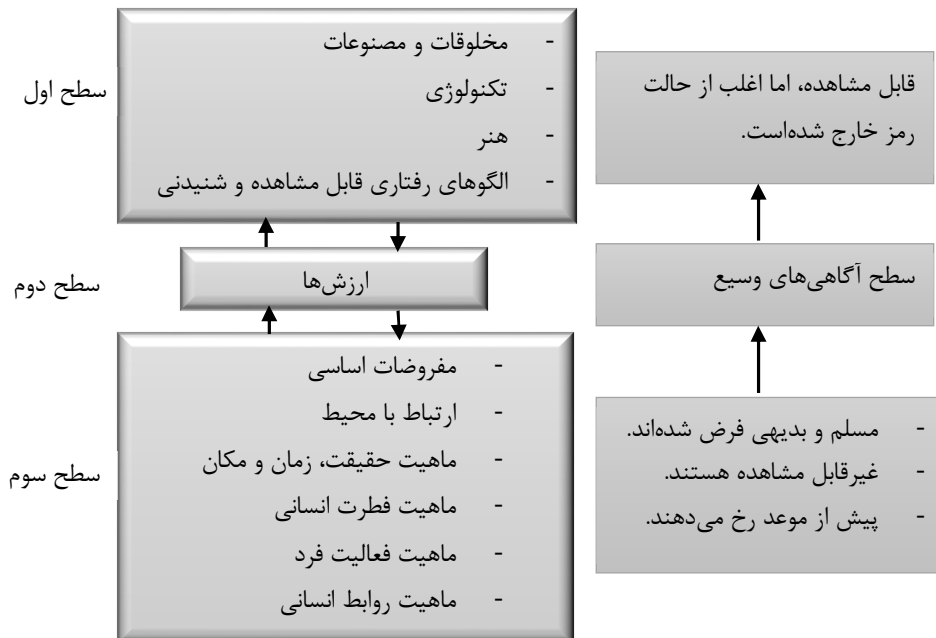 سطح اول
- مخلوقات و مصنوعات
- تکنولوژی
- هنر
- الگوهای رفتاری قابل مشاهده و شنیدنی
قابل مشاهده، اما اغلب از حالت
رمز خارج شده‌است.
سطح دوم
ارزش‌ها
سطح آگاهی‌های وسیع
سطح سوم
- مفروضات اساسی
- ارتباط با محیط
- ماهیت حقیقت، زمان و مکان
- ماهیت فطرت انسانی
- ماهیت فعالیت فرد
- ماهیت روابط انسانی
- مسلم و بدیهی فرض شده‌اند.
- غیرقابل مشاهده هستند.
- پیش از موعد رخ می‌دهند.